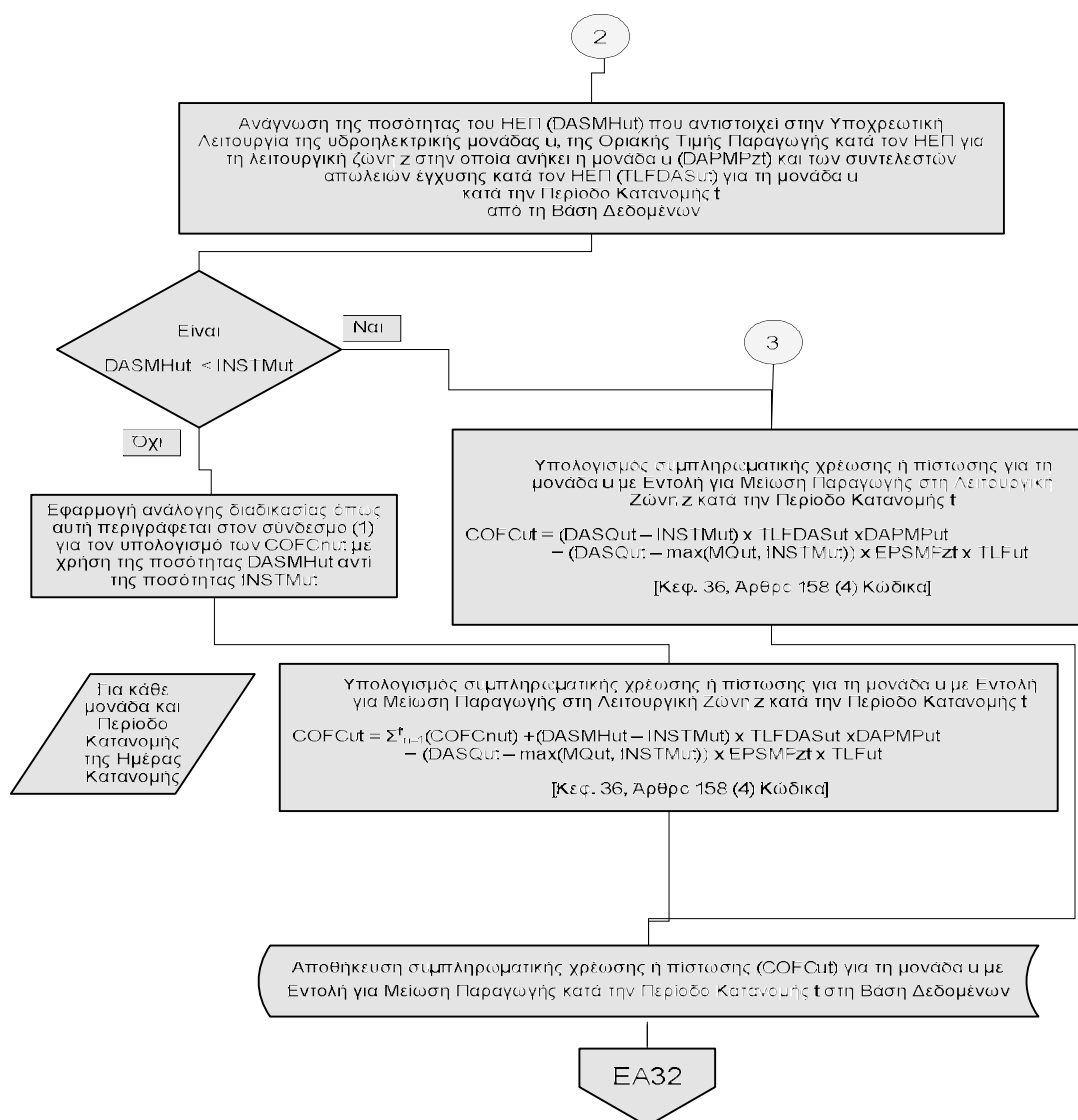 2
Ανάγνωση της ποσότητας του ΗΕΠ (DASMHut) που αντιστοιχεί στην Υποχρεωτική
Λειτουργία της υδροηλεκτρικής μονάδας u, της Οριακής Τιμής Παραγωγής κατά τον ΗΕΠ για
τη λειτουργική ζώνη z στην οποία ανήκει η μονάδα u (DAPMPzt) και των συντελεστών
απωλειών έγχυσης κατά τον ΗΕΠ (TLFDASut) για τη μονάδα u
κατά την Περίοδο Κατανομής t
από τη Βάση Δεδομένων
Είναι
DASMHut < INSTMut
Ναι
3
Όχι
Υπολογισμός συμπληρωματικής χρέωσης ή πίστωσης για τη
μονάδα u με Εντολή για Μείωση Παραγωγής στη Λειτουργική
Ζώνη z κατά την Περίοδο Κατανομής t
COFCut = (DASQut – INSTMut) x TLFDASut xDAPMPut
– (DASQut – max(MQut, INSTMut)) x EPSMPzt x TLFut
[Κεφ. 36, Άρθρο 158 (4) Κώδικα]
Εφαρμογή ανάλογης διαδικασίας όπως
αυτή περιγράφεται στον σύνδεσμο (1)
για τον υπολογισμό των COFCnut με
χρήση της ποσότητας DASMHut αντί
της ποσότητας INSTMut
Για κάθε
μονάδα και
Περίοδο
Κατανομής
της Ημέρας
Κατανομής
Υπολογισμός συμπληρωματικής χρέωσης ή πίστωσης για τη μονάδα u με Εντολή
για Μείωση Παραγωγής στη Λειτουργική Ζώνη z κατά την Περίοδο Κατανομής t
COFCut = Σᶠₙ₌₁(COFCnut) +(DASMHut – INSTMut) x TLFDASut xDAPMPut
– (DASQut – max(MQut, INSTMut)) x EPSMPzt x TLFut
[Κεφ. 36, Άρθρο 158 (4) Κώδικα]
Αποθήκευση συμπληρωματικής χρέωσης ή πίστωσης (COFCut) για τη μονάδα u με
Εντολή για Μείωση Παραγωγής κατά την Περίοδο Κατανομής t στη Βάση Δεδομένων
ΕΑ32